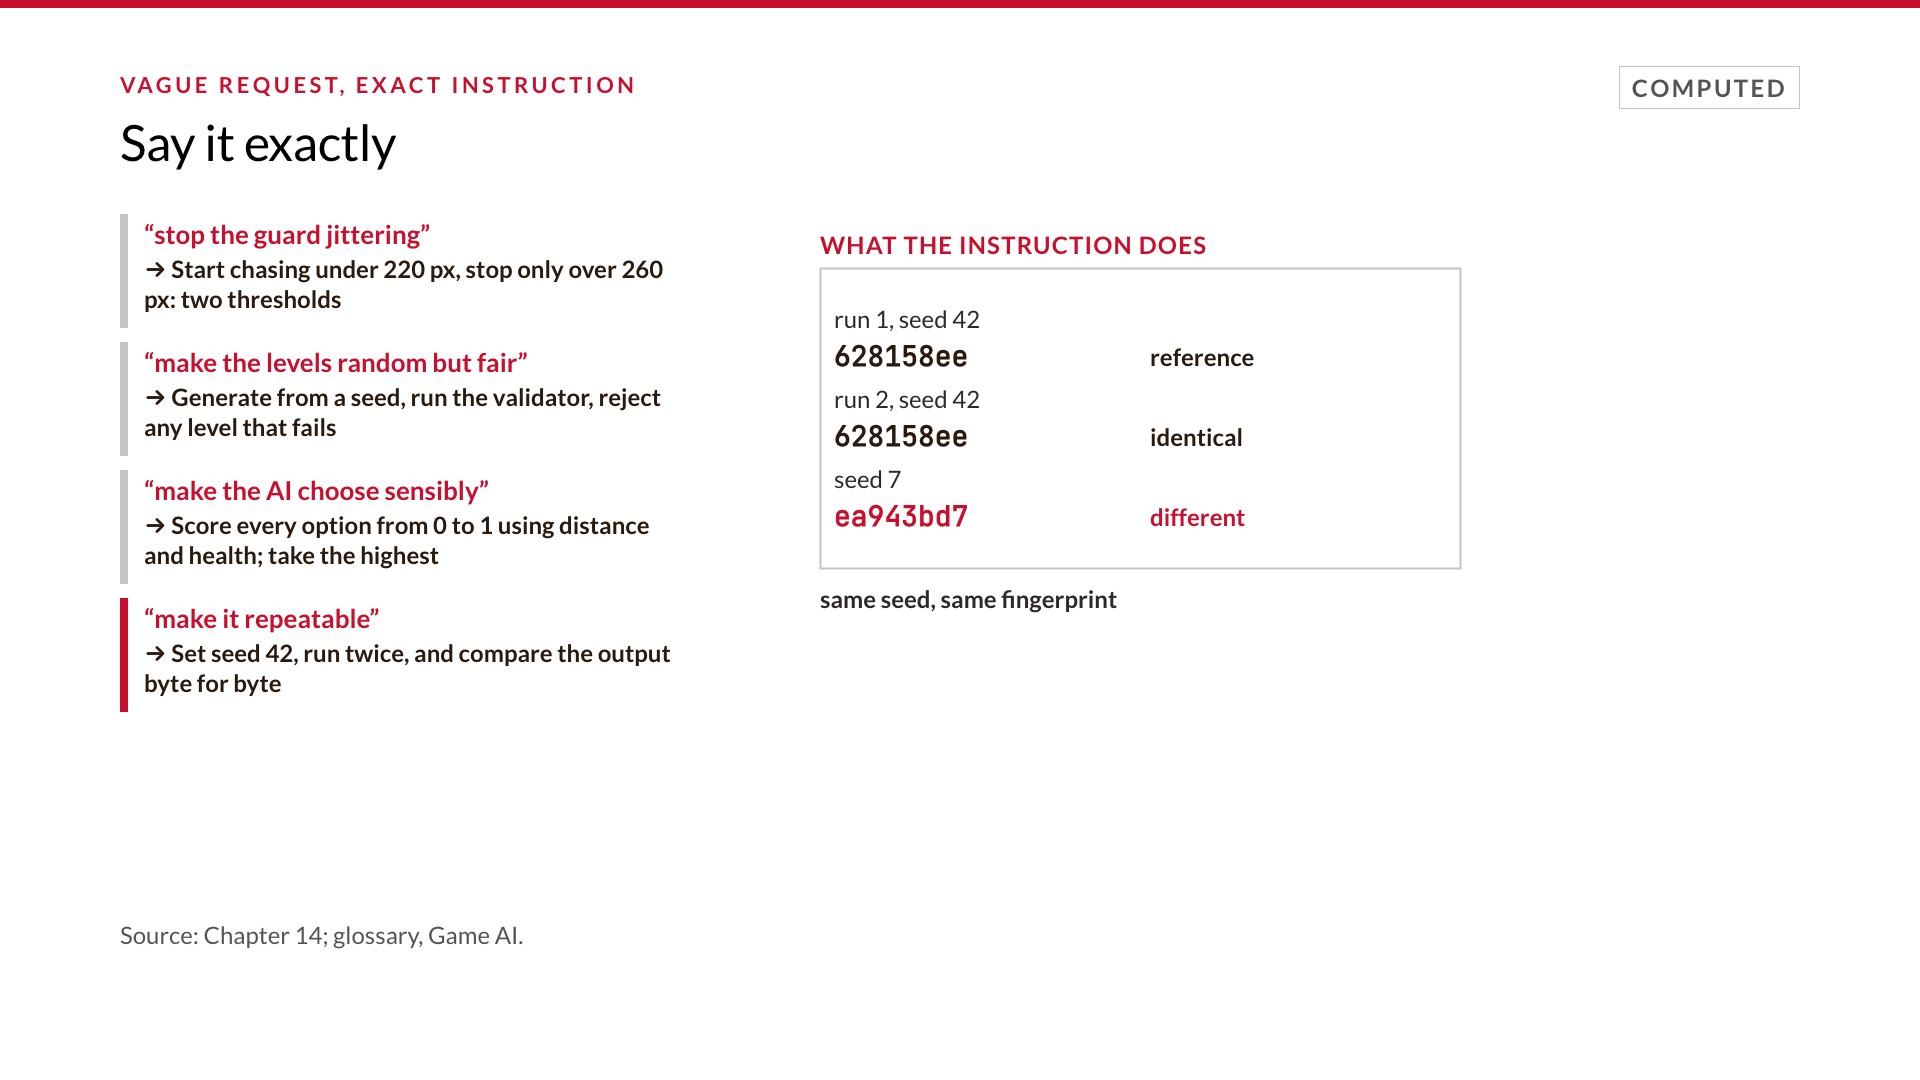 VAGUE REQUEST, EXACT INSTRUCTION
COMPUTED
Say it exactly
“stop the guard jittering”
→ Start chasing under 220 px, stop only over 260
px: two thresholds
“make the levels random but fair”
→ Generate from a seed, run the validator, reject
any level that fails
“make the AI choose sensibly”
→ Score every option from 0 to 1 using distance
and health; take the highest
“make it repeatable”
→ Set seed 42, run twice, and compare the output
byte for byte
WHAT THE INSTRUCTION DOES
run 1, seed 42
628158ee reference
run 2, seed 42
628158ee identical
seed 7
ea943bd7 different
same seed, same fingerprint
Source: Chapter 14; glossary, Game AI.